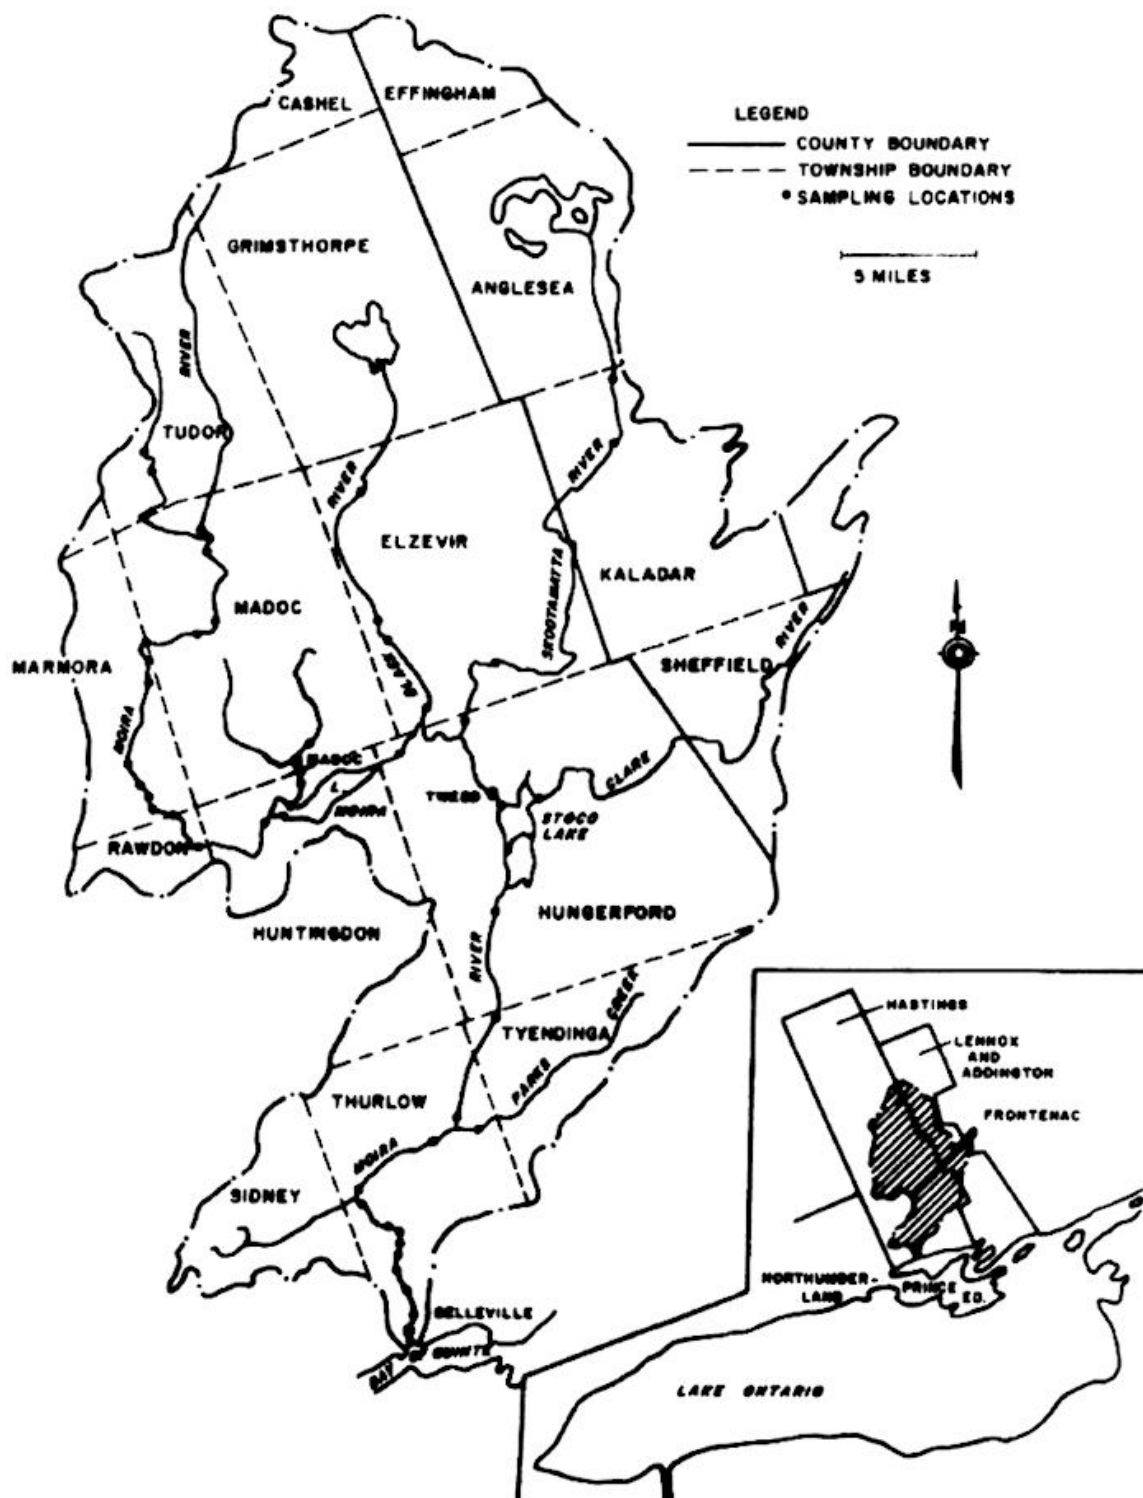 CASHEL
EFFINGHAM
LEGEND
COUNTY BOUNDARY
TOWNSHIP BOUNDARY
SAMPLING LOCATIONS
5 MILES
GRIMSTHORPE
ANGLESEA
RIVER
TUDOR
RIVER
RIVER
ELZEVIR
SKOOTAMATTA
KALADAR
MADOC
N
MARMORA
BLACK
SHEFFIELD
RIVER
MOIRA
MADOC
L.
MOIRA
TWEED
CLARE
STOCO
LAKE
RAWDON
HUNTINGDON
HUNGERFORD
RIVER
TYENDINGA
CREEK
PARKS
THURLOW
MOIRA
SIDNEY
BELLEVILLE
BAY OF QUINTE
HASTINGS
LENNOX
AND
ADDINGTON
FRONTENAC
NORTHUMBER-
LAND
PRINCE
ED.
LAKE ONTARIO